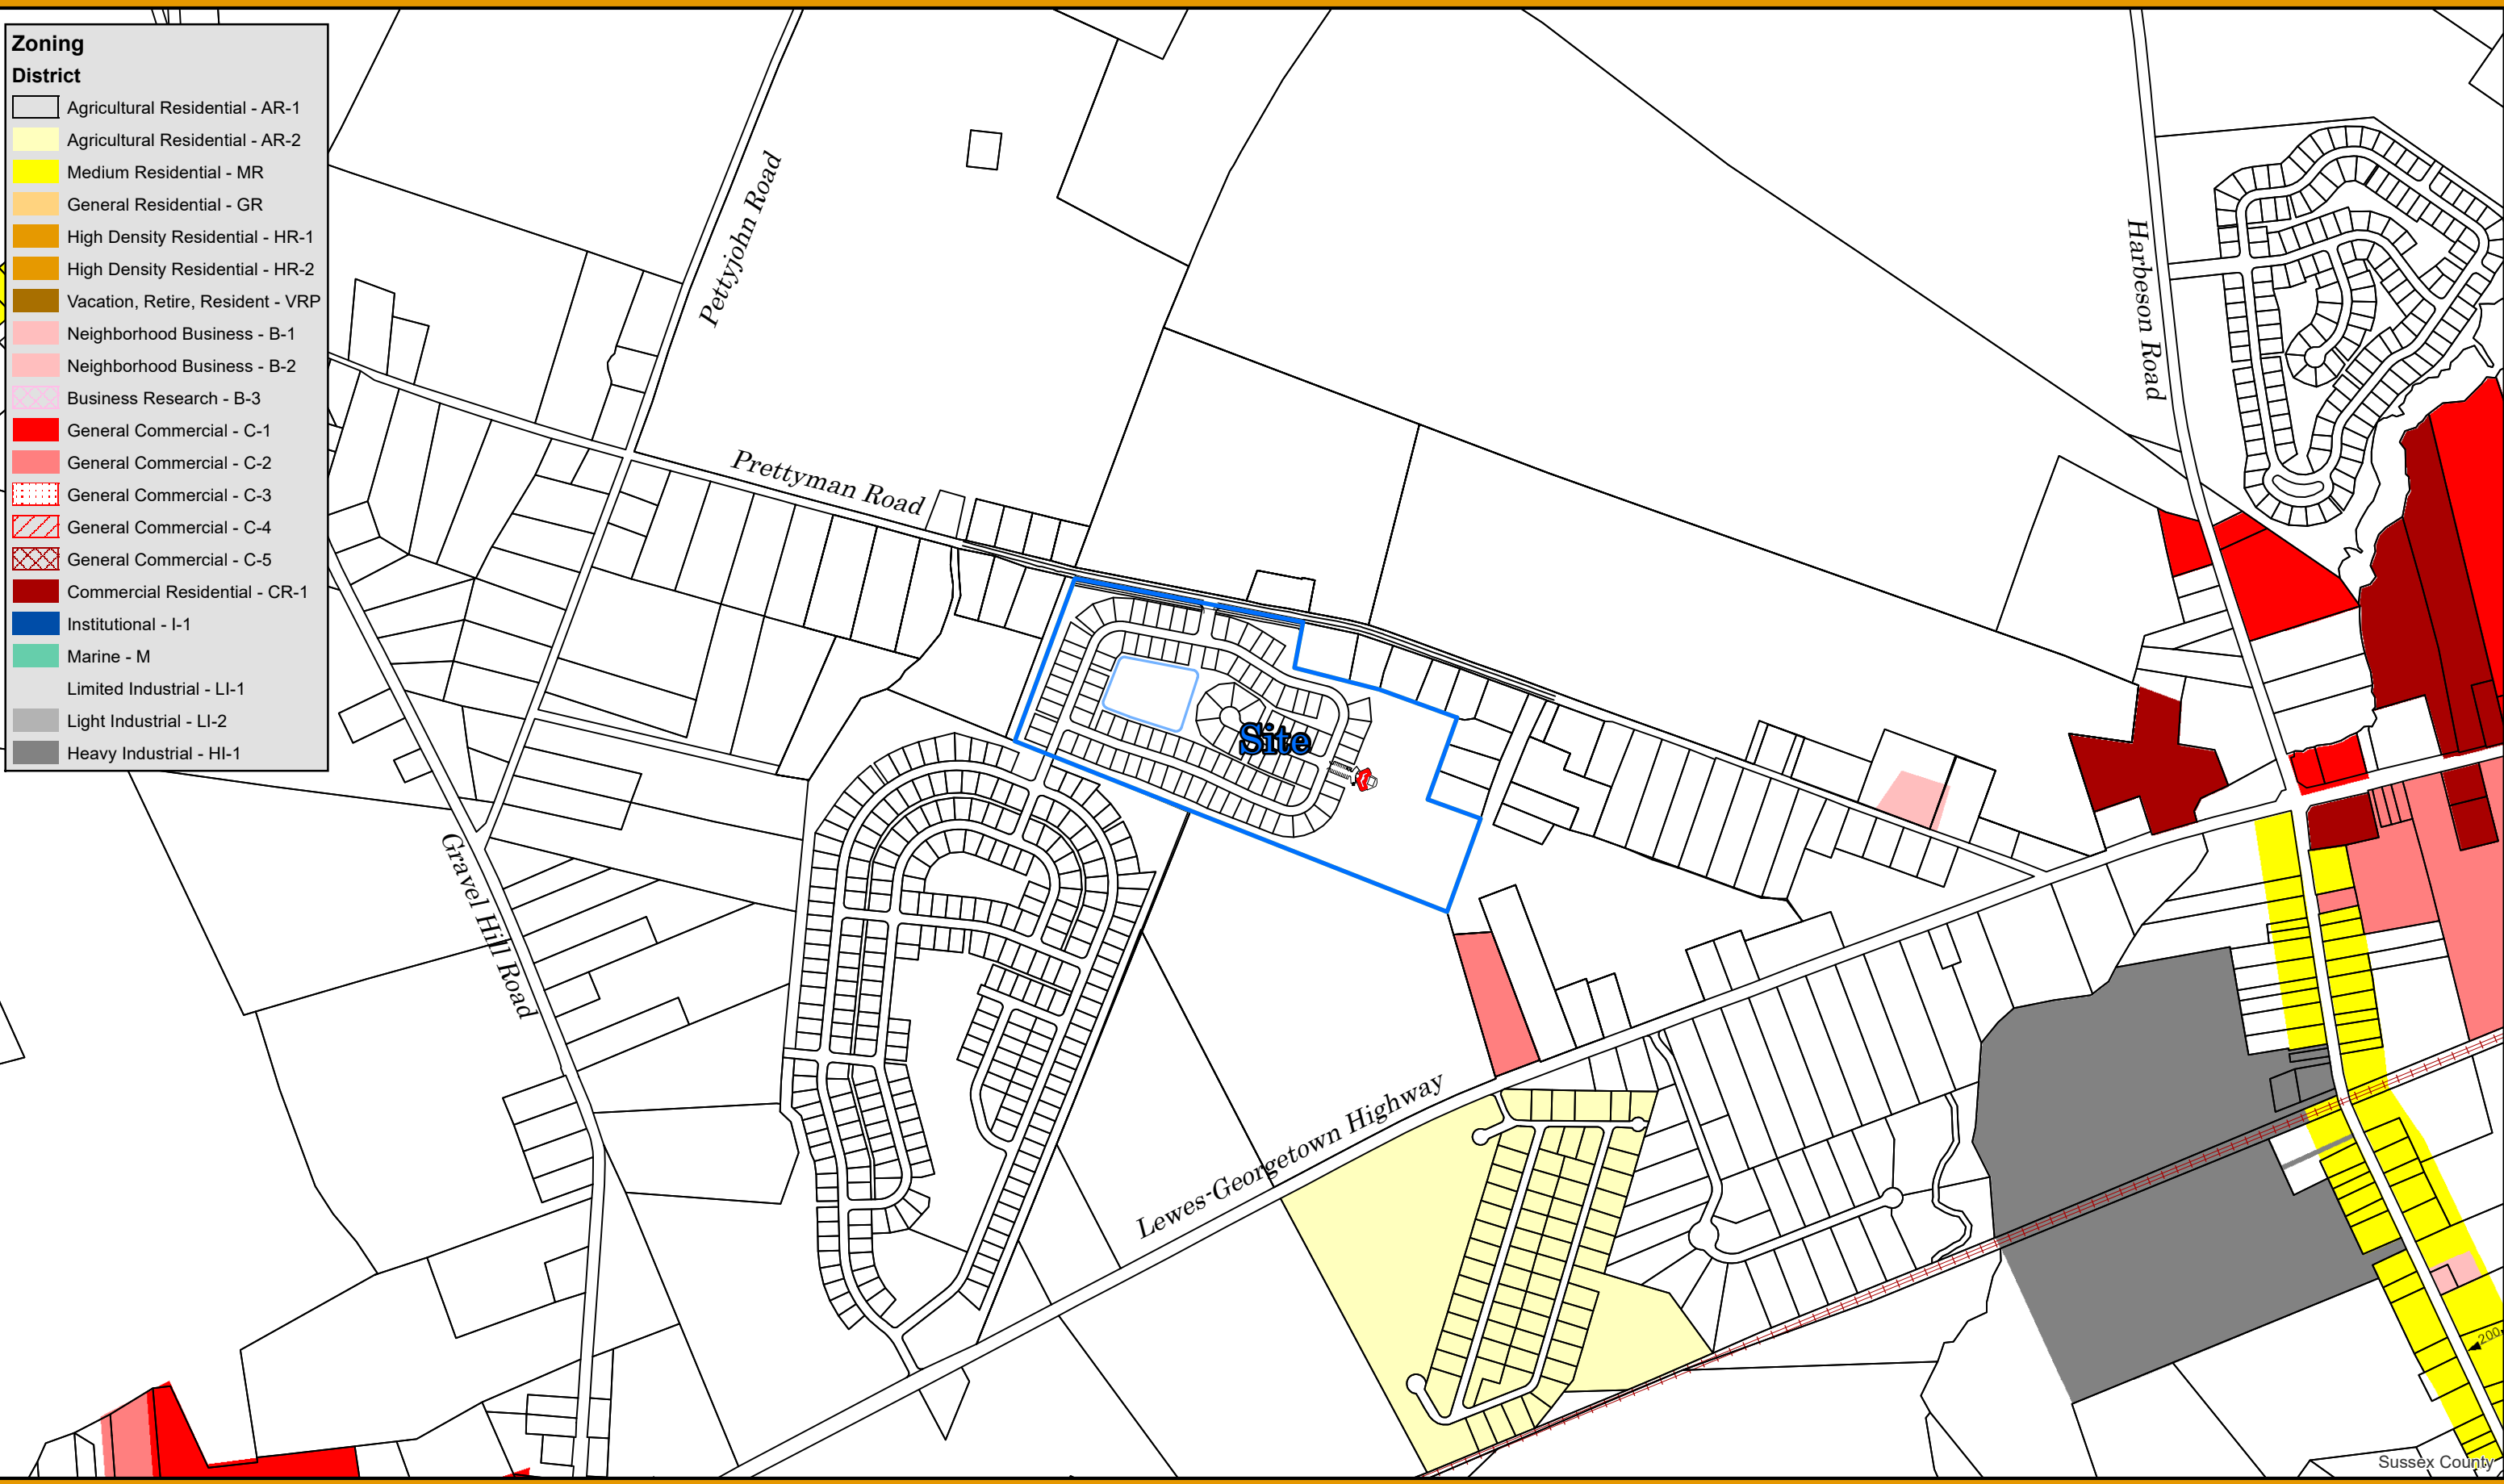 Zoning
District
Agricultural Residential - AR-1
Agricultural Residential - AR-2
Medium Residential - MR
General Residential - GR
High Density Residential - HR-1
High Density Residential - HR-2
Vacation, Retire, Resident - VRP
Neighborhood Business - B-1
Neighborhood Business - B-2
Business Research - B-3
General Commercial - C-1
General Commercial - C-2
General Commercial - C-3
General Commercial - C-4
General Commercial - C-5
Commercial Residential - CR-1
Institutional - I-1
Marine - M
Limited Industrial - LI-1
Light Industrial - LI-2
Heavy Industrial - HI-1
Pettyjohn Road
Harbeson Road
Prettyman Road
Site
Gravel Hill Road
Lewes-Georgetown Highway
200
Sussex County